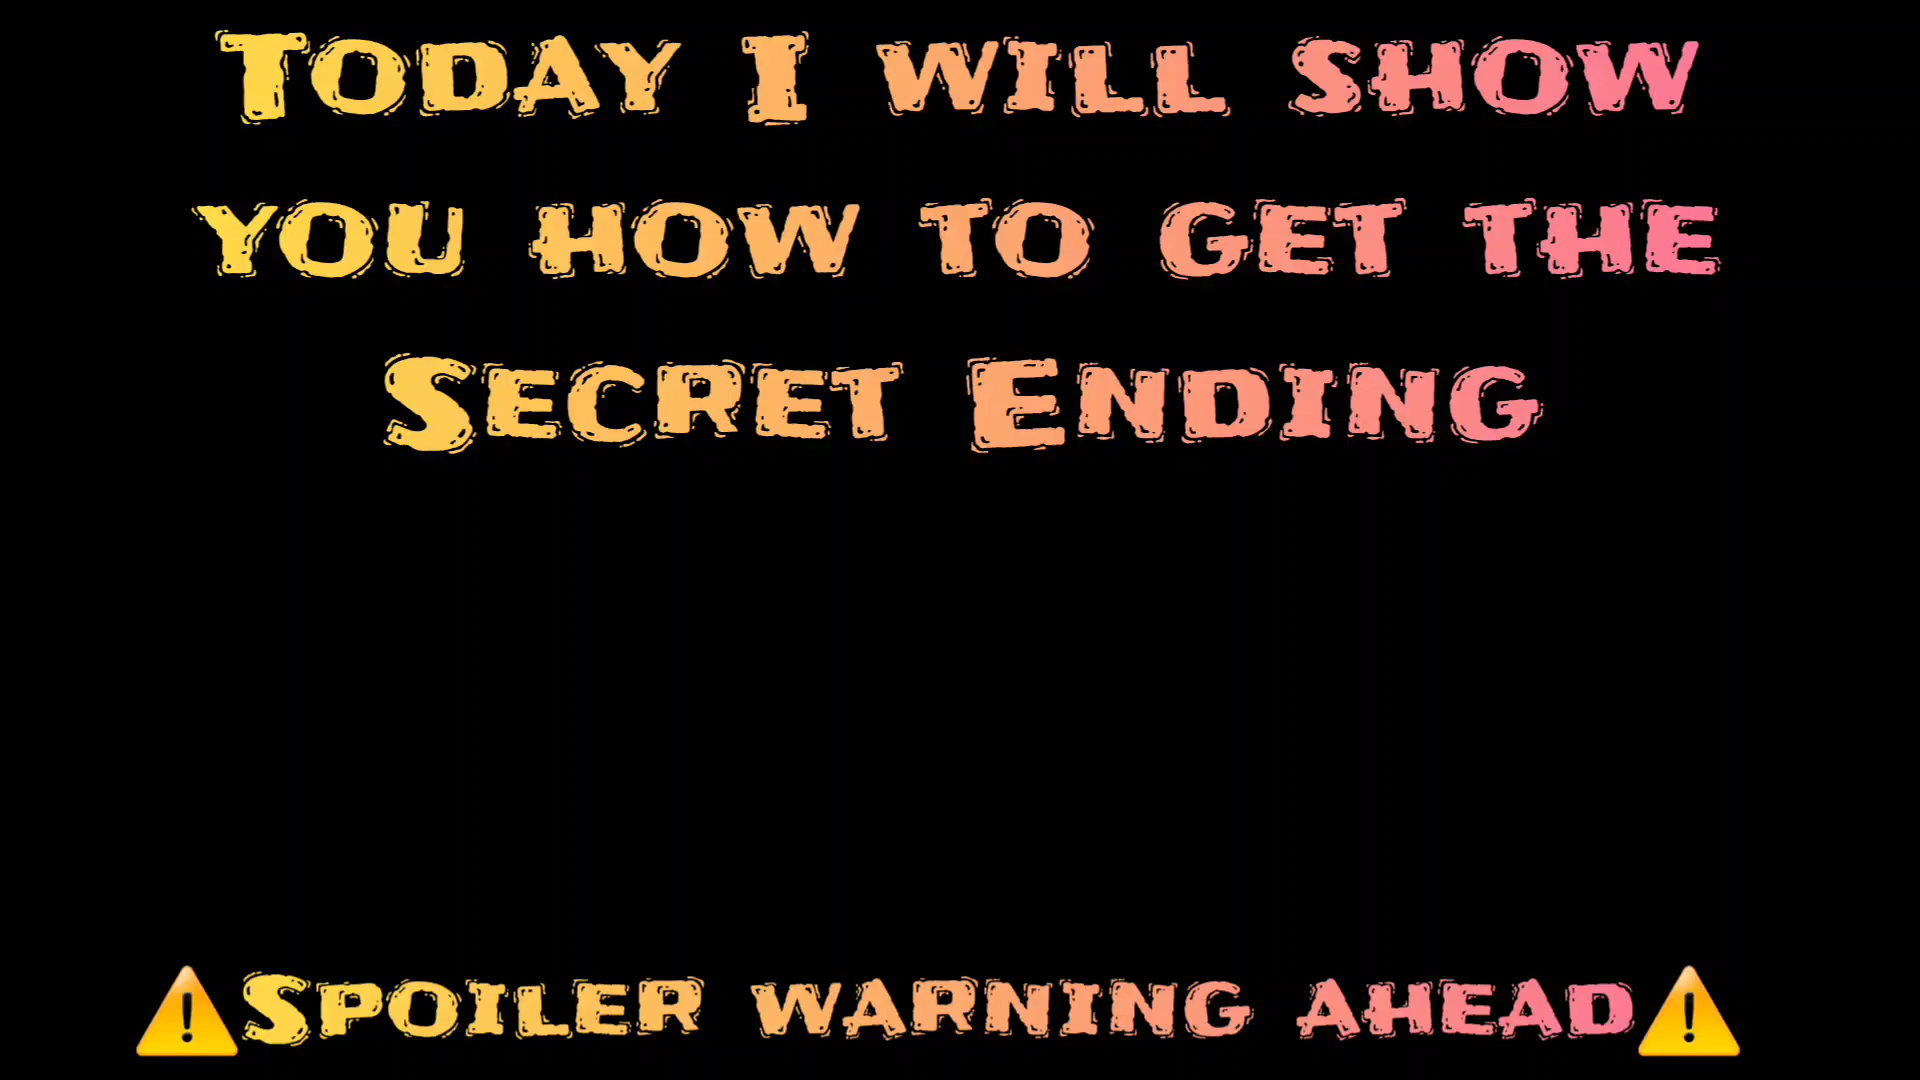 Today I will show
you how to get the
Secret Ending
⚠️Spoiler warning ahead⚠️